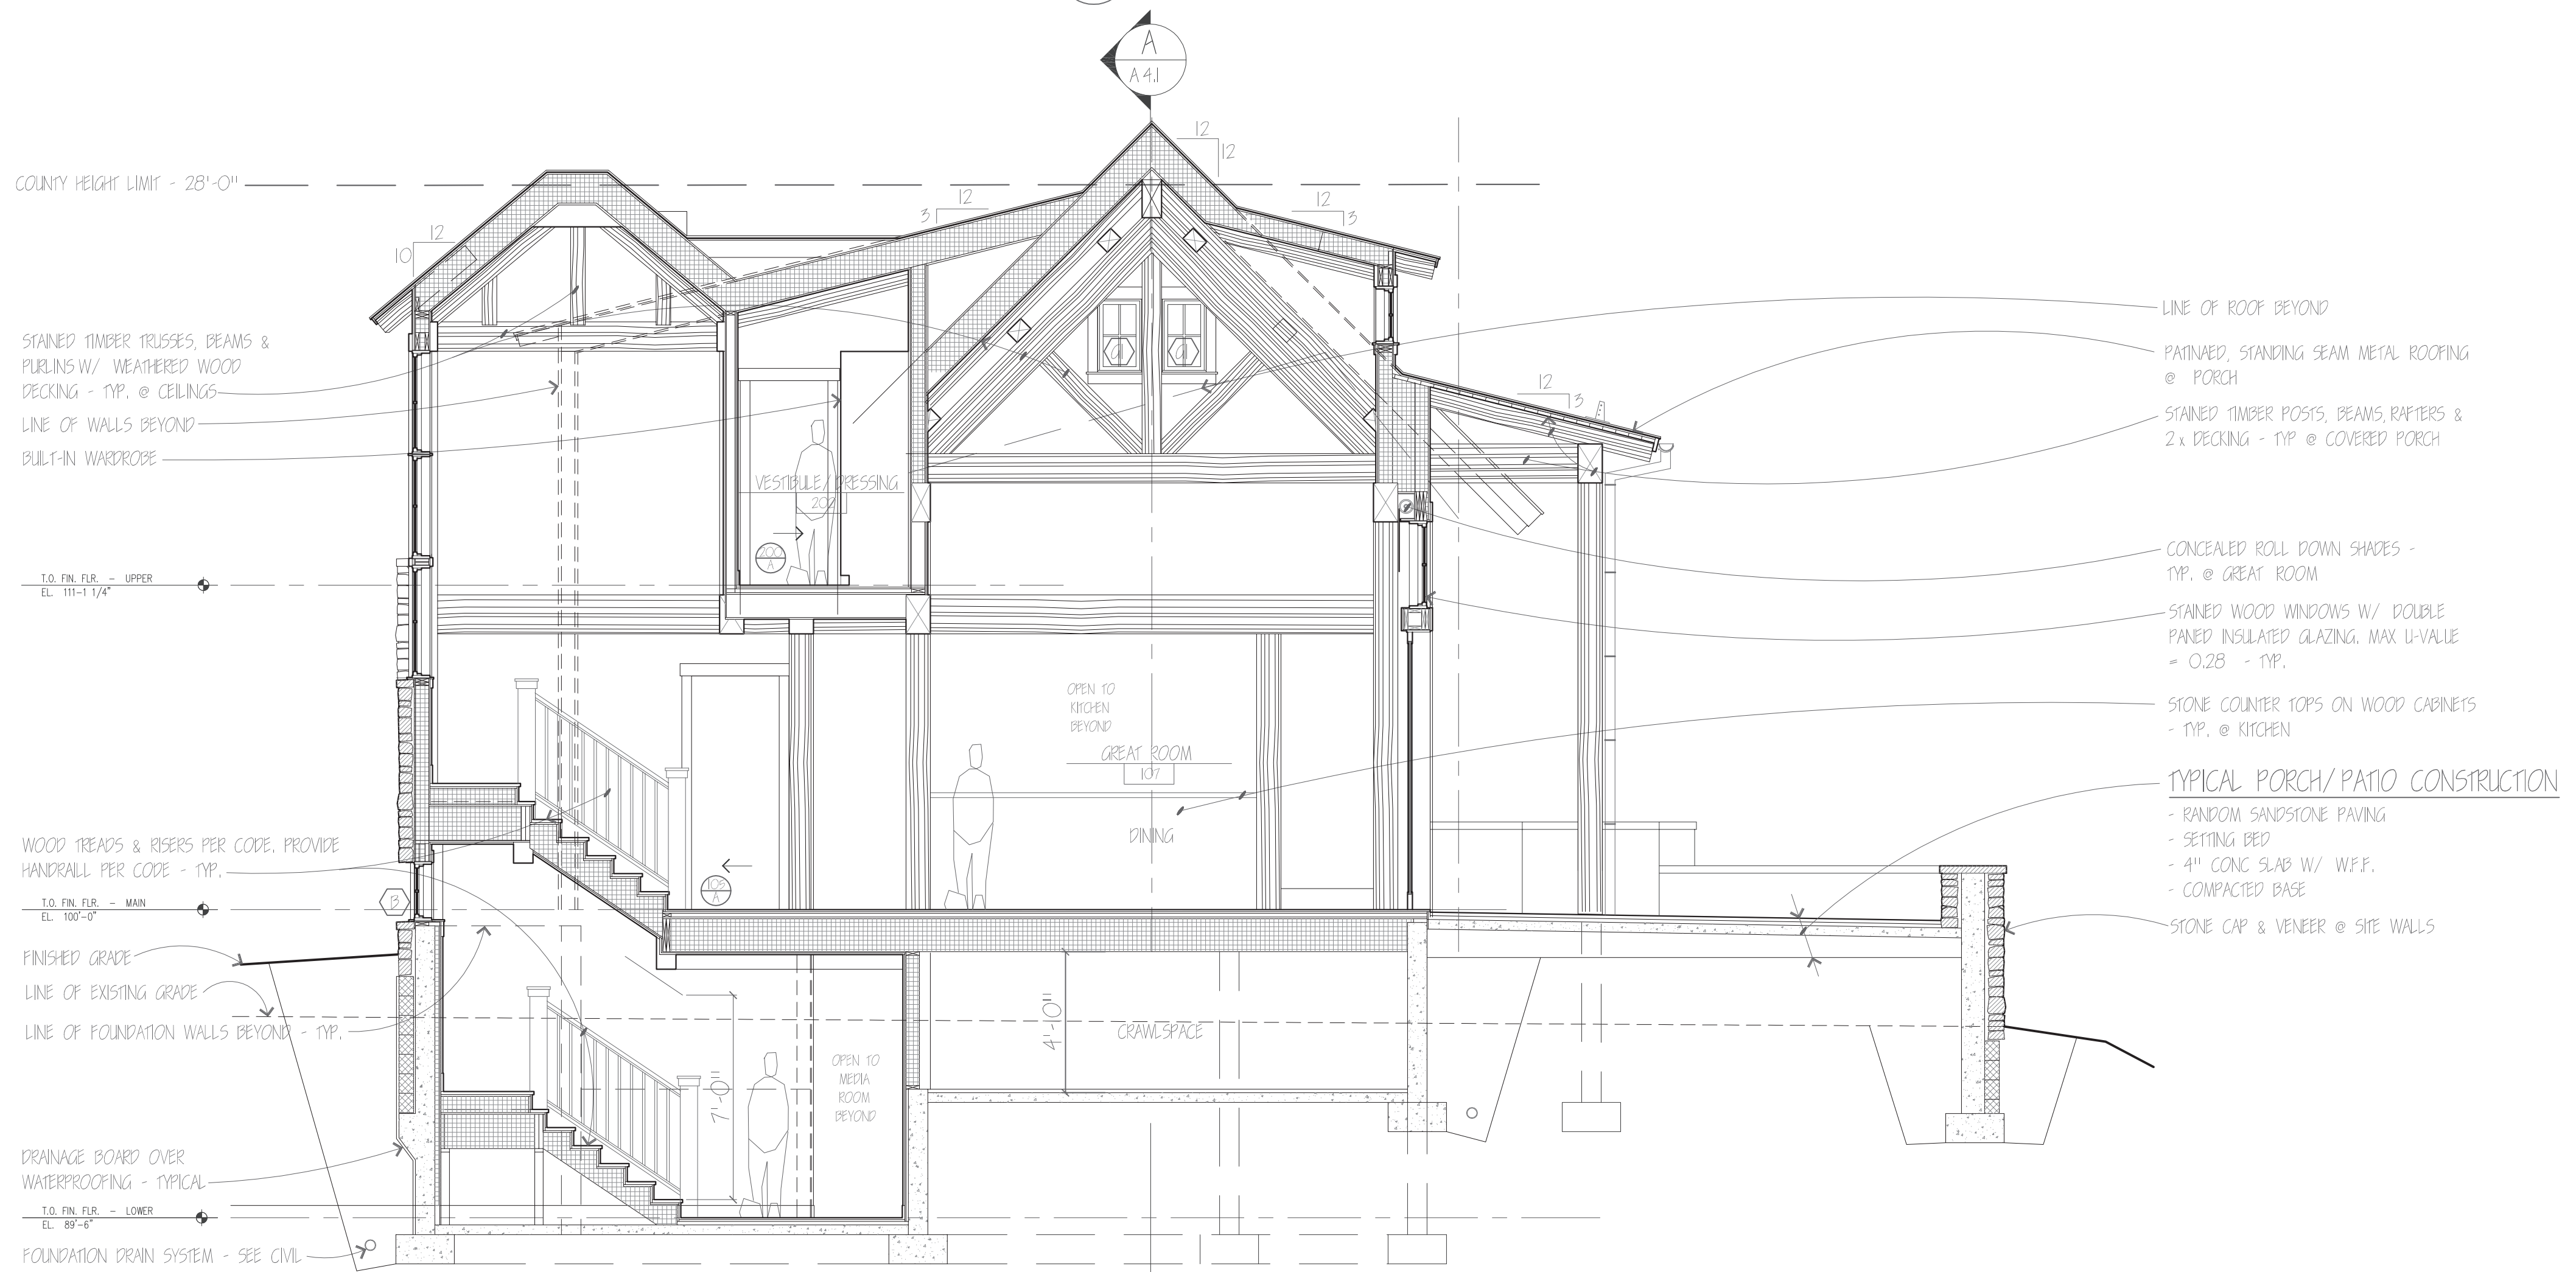 A
A4.1
12
12
COUNTY HEIGHT LIMIT - 28'-0"
12
3
12
3
12
10
STAINED TIMBER TRUSSES, BEAMS &
PURLINS W/ WEATHERED WOOD
DECKING - TYP. @ CEILINGS
LINE OF WALLS BEYOND
BUILT-IN WARDROBE
LINE OF ROOF BEYOND
PATINAED, STANDING SEAM METAL ROOFING
@ PORCH
12
3
STAINED TIMBER POSTS, BEAMS, RAFTERS &
2 x DECKING - TYP @ COVERED PORCH
G
G
VESTIBULE/ DRESSING
202
200
A
CONCEALED ROLL DOWN SHADES -
TYP. @ GREAT ROOM
T.O. FIN. FLR. - UPPER
EL. 111-1 1/4"
STAINED WOOD WINDOWS W/ DOUBLE
PANED INSULATED GLAZING. MAX U-VALUE
= 0.28 - TYP.
OPEN TO
KITCHEN
BEYOND
GREAT ROOM
107
DINING
STONE COUNTER TOPS ON WOOD CABINETS
- TYP. @ KITCHEN
TYPICAL PORCH/PATIO CONSTRUCTION
- RANDOM SANDSTONE PAVING
- SETTING BED
- 4" CONC SLAB W/ W.F.F.
- COMPACTED BASE
STONE CAP & VENEER @ SITE WALLS
WOOD TREADS & RISERS PER CODE. PROVIDE
HANDRAILL PER CODE - TYP.
105
A
B
T.O. FIN. FLR. - MAIN
EL. 100'-0"
FINISHED GRADE
LINE OF EXISTING GRADE
LINE OF FOUNDATION WALLS BEYOND - TYP.
4'-0"
CRAWLSPACE
7'-0"
OPEN TO
MEDIA
ROOM
BEYOND
DRAINAGE BOARD OVER
WATERPROOFING - TYPICAL
T.O. FIN. FLR. - LOWER
EL. 89'-6"
FOUNDATION DRAIN SYSTEM - SEE CIVIL